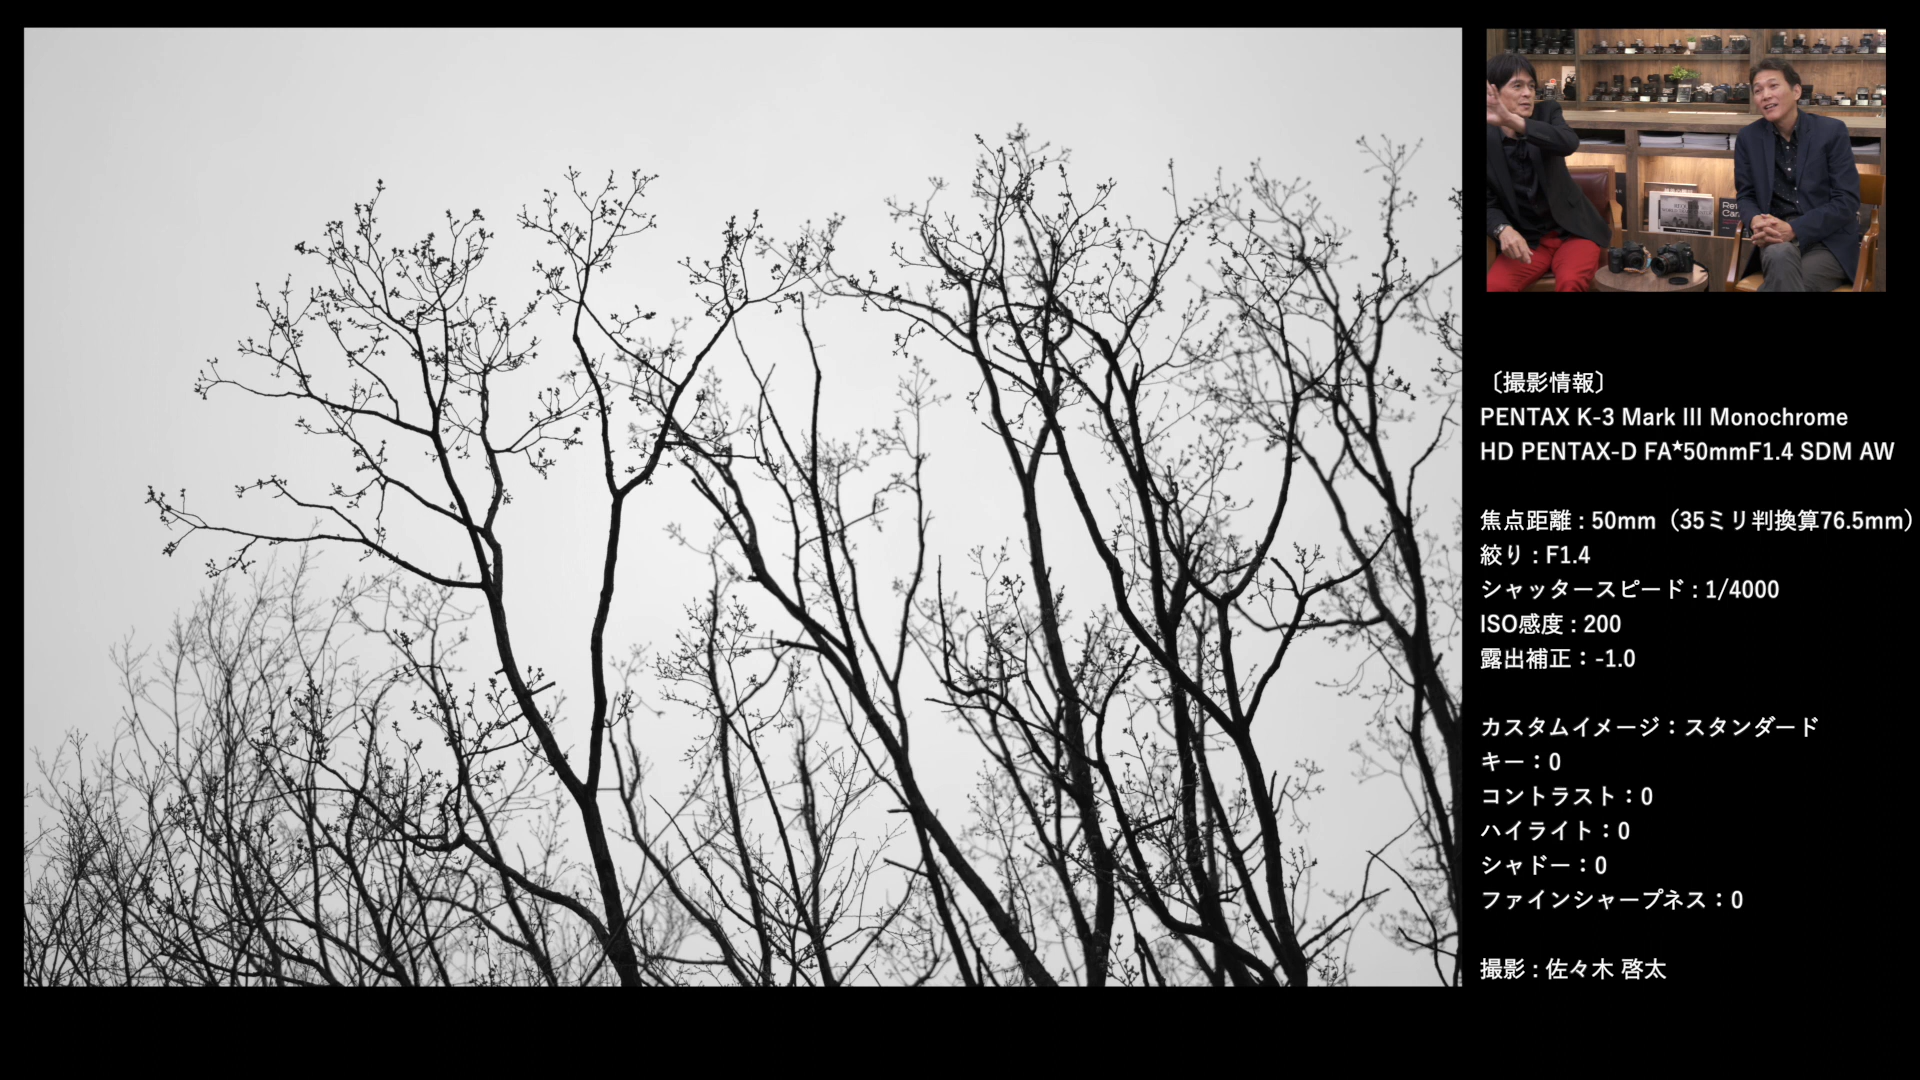 〔撮影情報〕
PENTAX K-3 Mark III Monochrome
HD PENTAX-D FA★50mmF1.4 SDM AW
焦点距離 : 50mm（35ミリ判換算76.5mm）
絞り : F1.4
シャッタースピード : 1/4000
ISO感度 : 200
露出補正：-1.0
カスタムイメージ：スタンダード
キー：0
コントラスト：0
ハイライト：0
シャドー：0
ファインシャープネス：0
撮影 : 佐々木 啓太